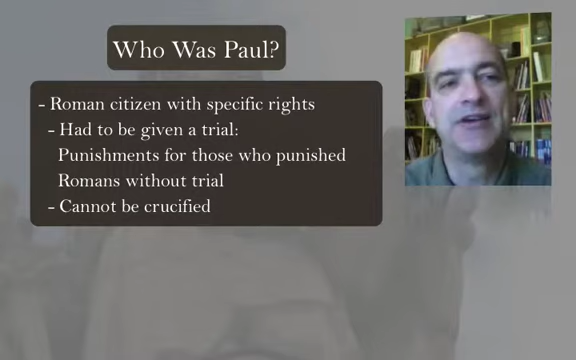 Who Was Paul?
- Roman citizen with specific rights
- Had to be given a trial:
Punishments for those who punished
Romans without trial
- Cannot be crucified